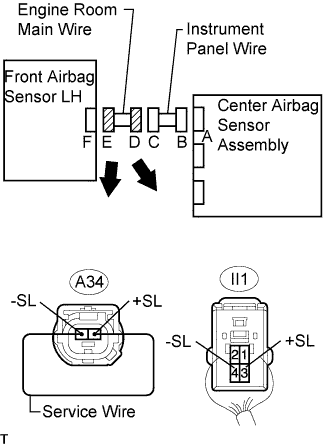 Engine Room
Main Wire
Instrument
Panel Wire
Front Airbag
Sensor LH
Center Airbag
Sensor
Assembly
F E D C B A
A34
II1
-SL +SL
-SL +SL
2 1
4 3
Service Wire
T